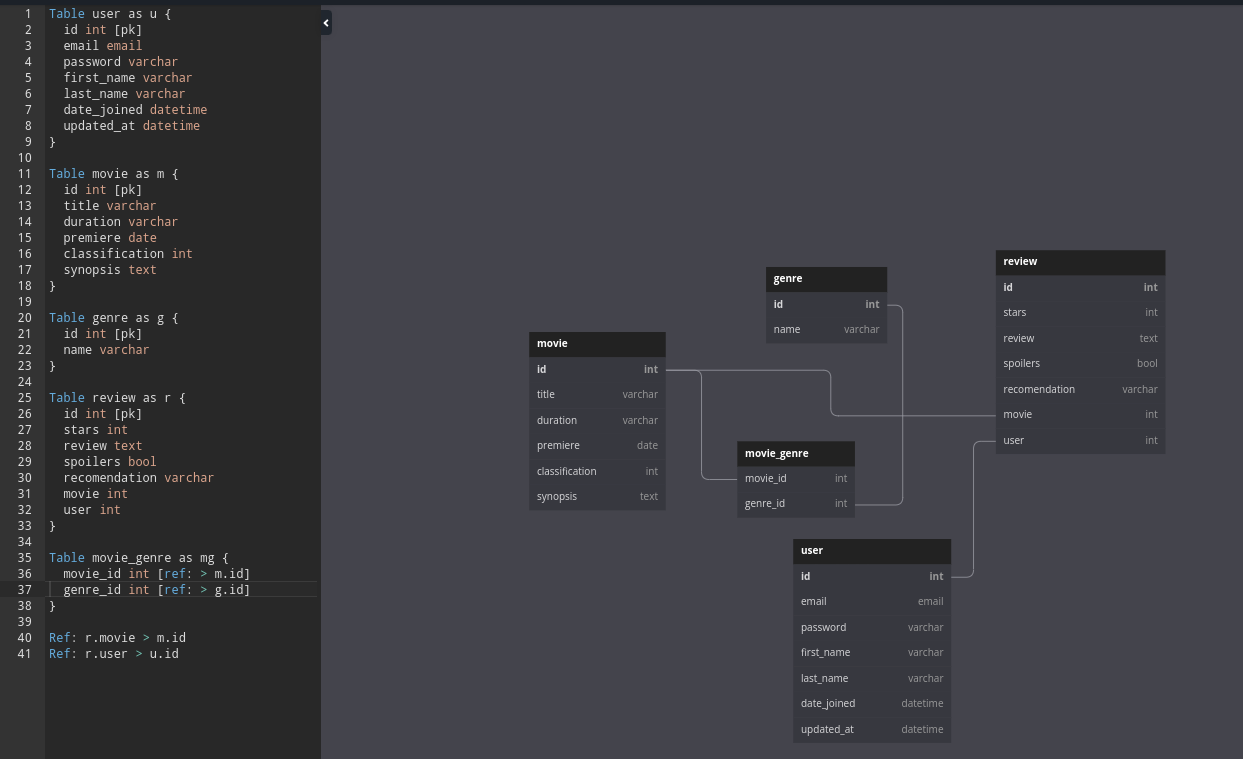 1 Table user as u {
2 id int [pk]
3 email email
4 password varchar
5 first_name varchar
6 last_name varchar
7 date_joined datetime
8 updated_at datetime
9 }
10
11 Table movie as m {
12 id int [pk]
13 title varchar
14 duration varchar
15 premiere date
16 classification int
17 synopsis text
18 }
19
20 Table genre as g {
21 id int [pk]
22 name varchar
23 }
24
25 Table review as r {
26 id int [pk]
27 stars int
28 review text
29 spoilers bool
30 recomendation varchar
31 movie int
32 user int
33 }
34
35 Table movie_genre as mg {
36 movie_id int [ref: > m.id]
37 genre_id int [ref: > g.id]
38 }
39
40 Ref: r.movie > m.id
41 Ref: r.user > u.id
movie
id int
title varchar
duration varchar
premiere date
classification int
synopsis text
genre
id int
name varchar
movie_genre
movie_id int
genre_id int
user
id int
email email
password varchar
first_name varchar
last_name varchar
date_joined datetime
updated_at datetime
review
id int
stars int
review text
spoilers bool
recomendation varchar
movie int
user int